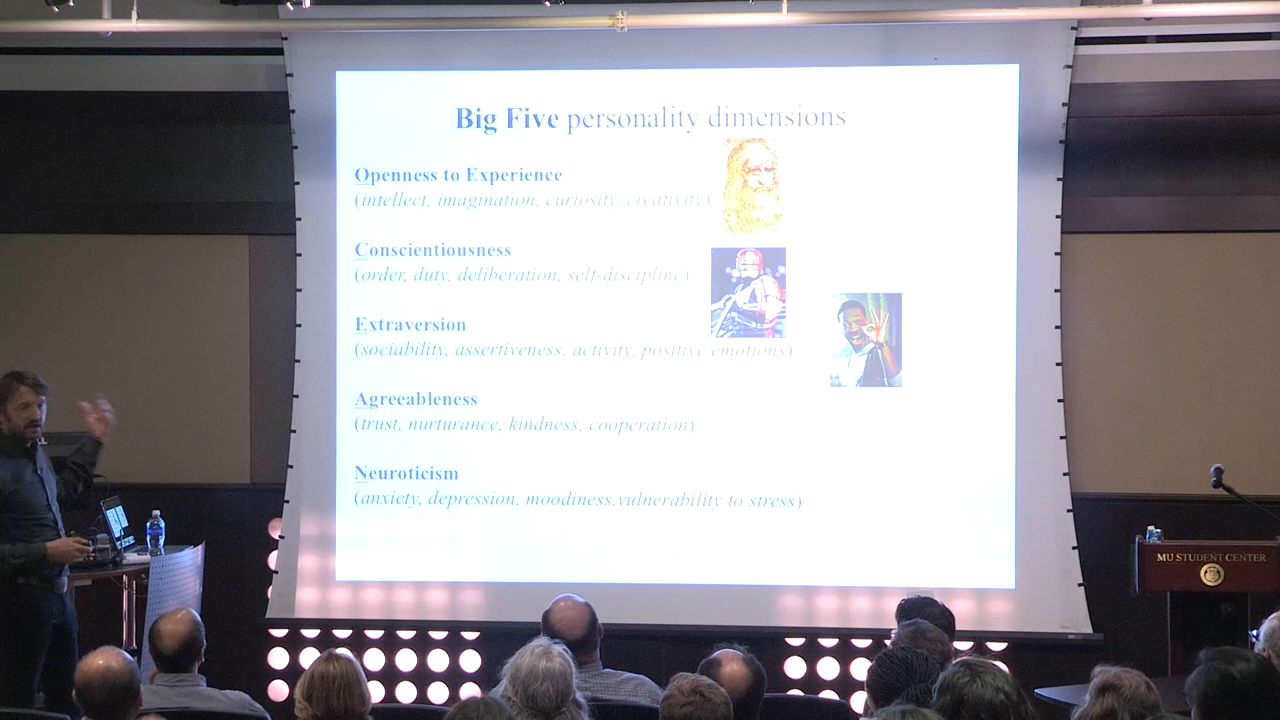 Big Five personality dimensions
Openness to Experience
(intellect, imagination, curiosity, creativity)
Conscientiousness
(order, duty, deliberation, self-discipline)
Extraversion
(sociability, assertiveness, activity, positive emotions)
Agreeableness
(trust, nurturance, kindness, cooperation)
Neuroticism
(anxiety, depression, moodiness,vulnerability to stress)
MU STUDENT CENTER